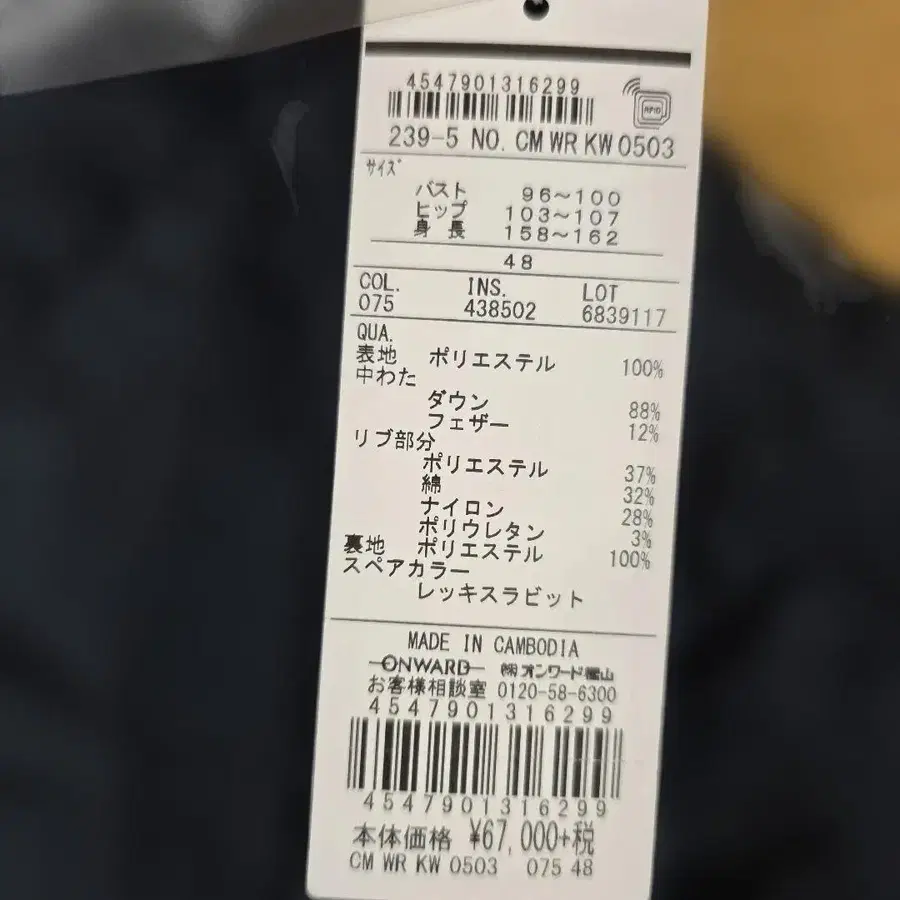 4547901316299
RFID
239-5 NO. CM WR KW 0503
サイズ
バスト 96~100
ヒップ 103~107
身長 158~162
48
COL. INS. LOT
075 438502 6839117
QUA.
表地 ポリエステル 100%
中わた
ダウン 88%
フェザー 12%
リブ部分
ポリエステル 37%
綿 32%
ナイロン 28%
ポリウレタン 3%
裏地 ポリエステル 100%
スペアカラー
レッキスラビット
MADE IN CAMBODIA
ONWARD ㈱オンワード樫山
お客様相談室 0120-58-6300
4547901316299
4547901316299
本体価格 ¥67,000+税
CM WR KW 0503 075 48